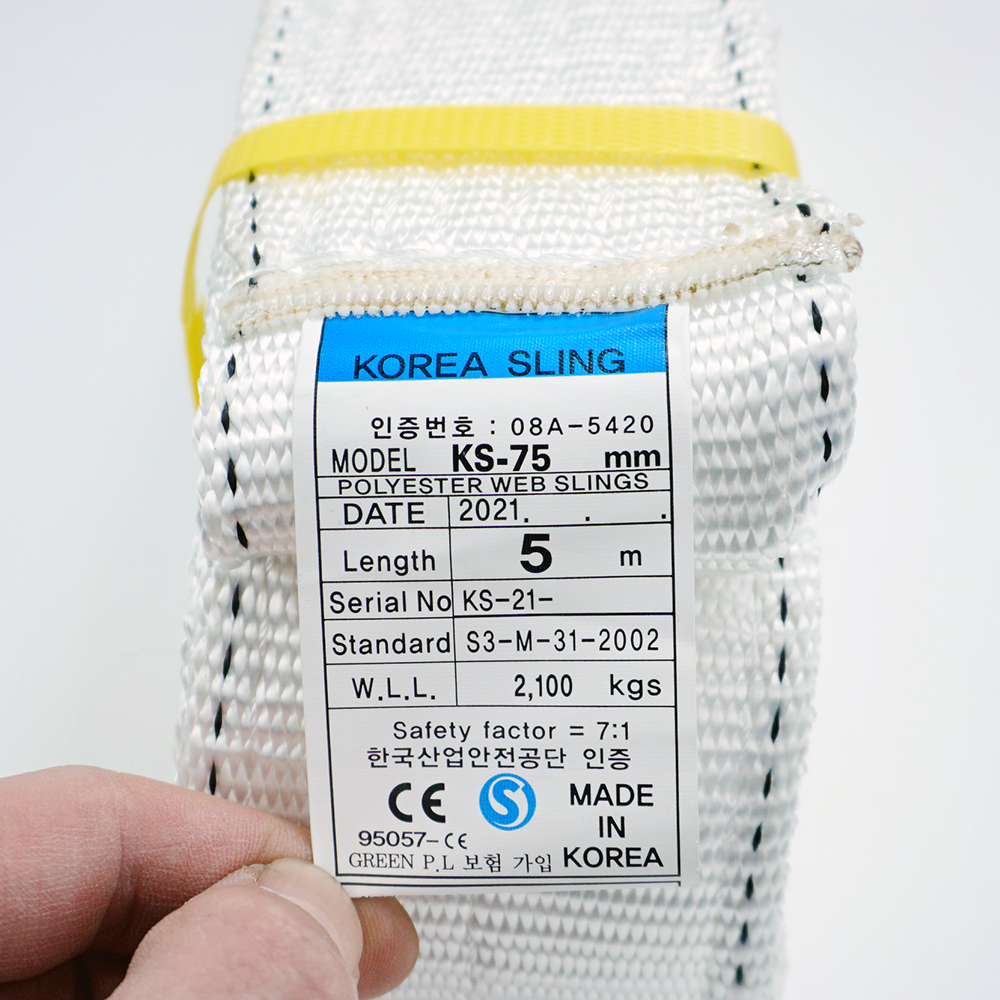 KOREA SLING
인증번호 : 08A-5420
MODEL KS-75 mm
POLYESTER WEB SLINGS
DATE 2021. . .
Length 5 m
Serial No KS-21-
Standard S3-M-31-2002
W.L.L. 2,100 kgs
Safety factor = 7:1
한국산업안전공단 인증
CE S MADE
IN
95057-CE
GREEN P.L 보험 가입 KOREA